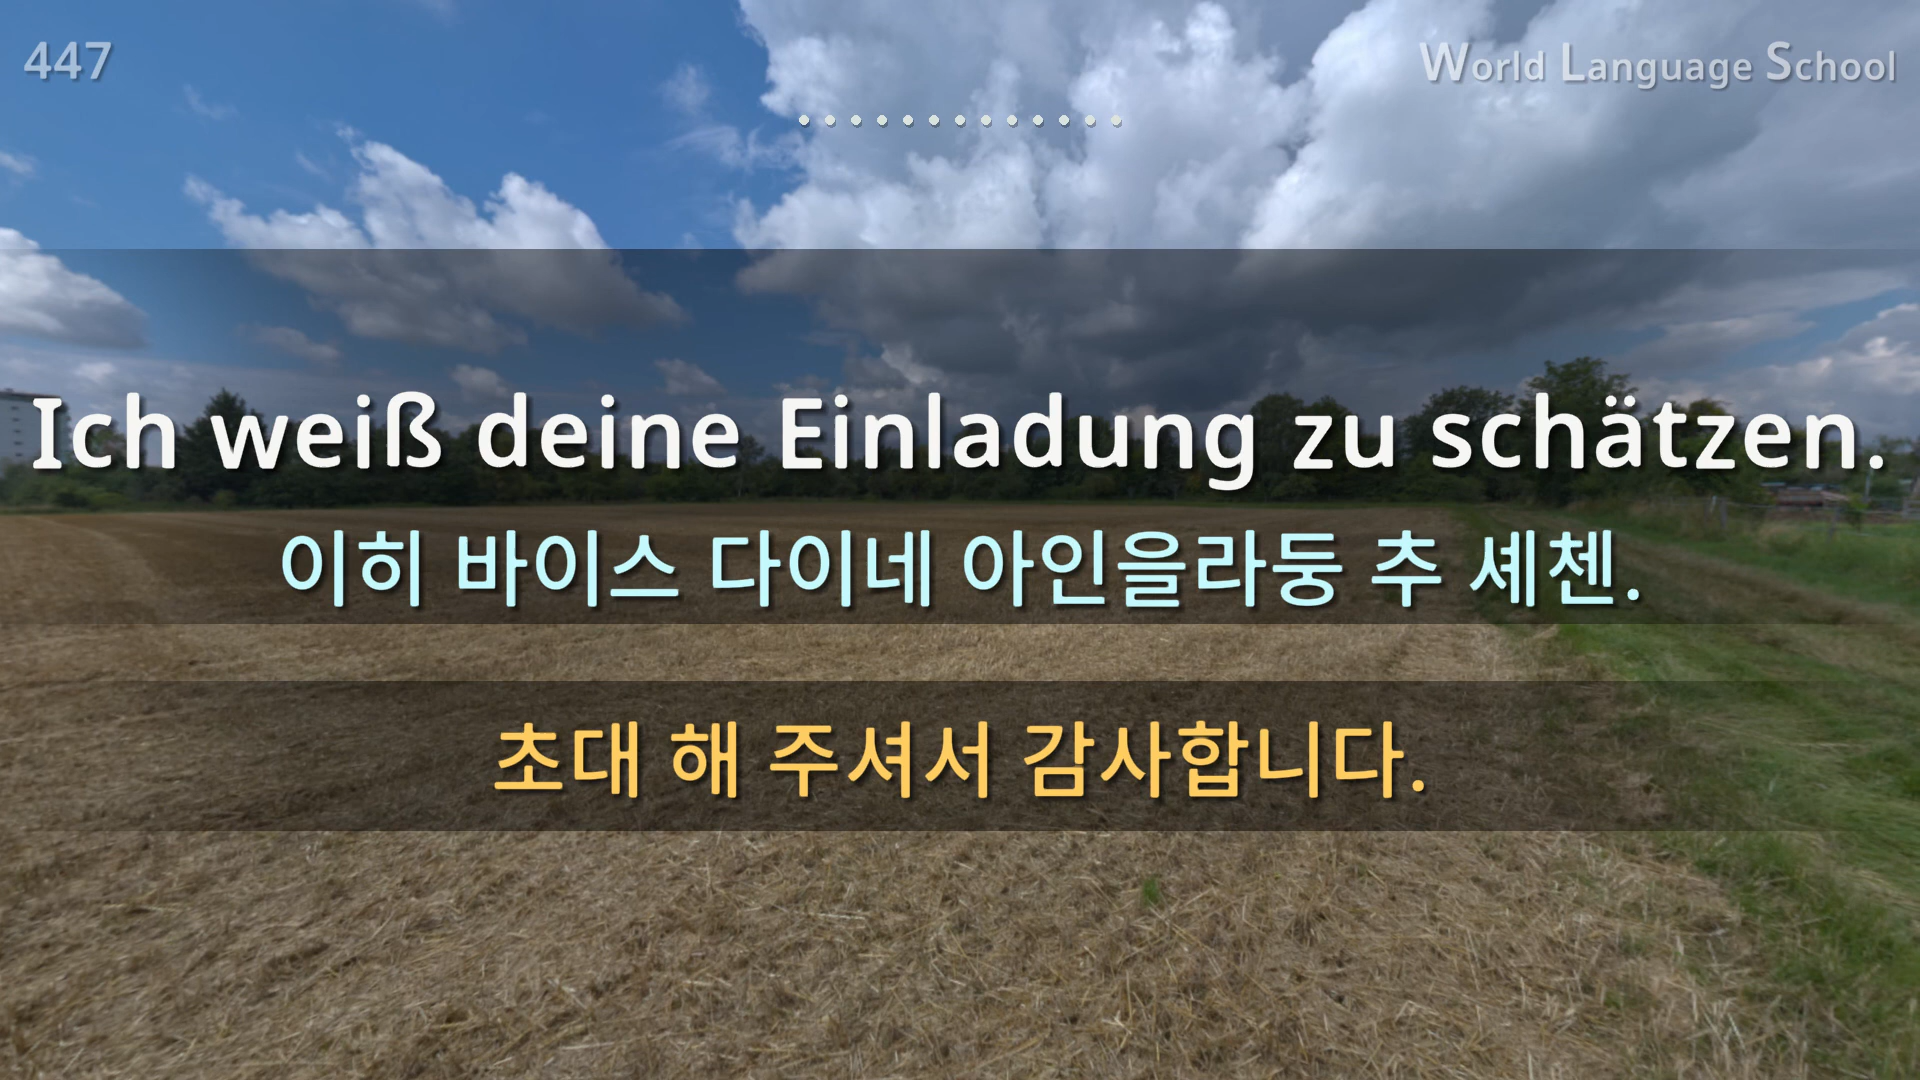 447
World Language School
Ich weiß deine Einladung zu schätzen.
이히 바이스 다이네 아인을라둥 추 셰첸.
초대 해 주셔서 감사합니다.